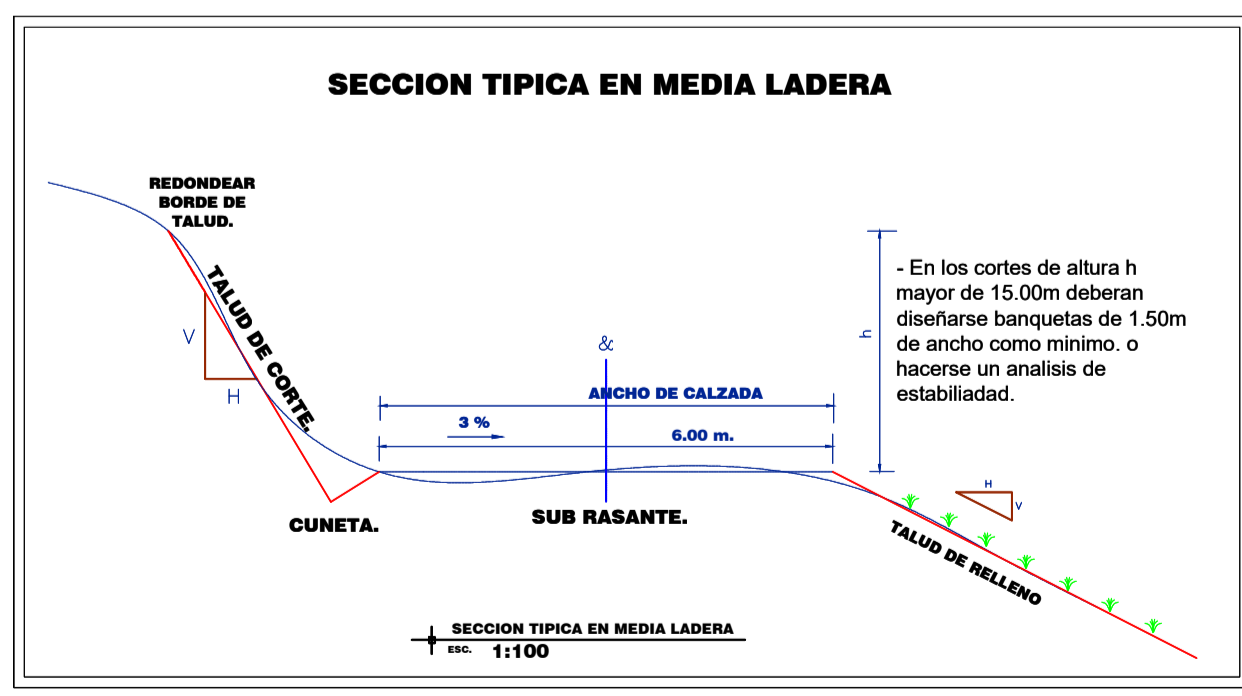 SECCION TIPICA EN MEDIA LADERA
REDONDEAR
BORDE DE
TALUD.
TALUD DE CORTE.
V
H
&
ANCHO DE CALZADA
3 %
6.00 m.
h
- En los cortes de altura h
mayor de 15.00m deberan
diseñarse banquetas de 1.50m
de ancho como minimo. o
hacerse un analisis de
estabiliadad.
H
V
CUNETA.
SUB RASANTE.
TALUD DE RELLENO
SECCION TIPICA EN MEDIA LADERA
ESC. 1:100